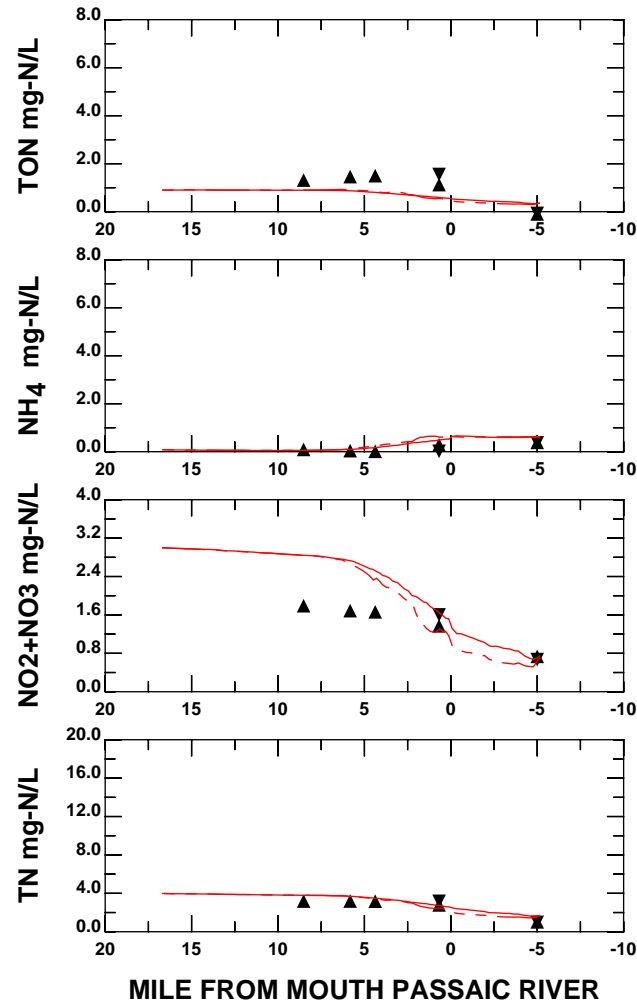 TON mg-N/L
8.0
6.0
4.0
2.0
0.0
20 15 10 5 0 -5 -10
NH4 mg-N/L
8.0
6.0
4.0
2.0
0.0
20 15 10 5 0 -5 -10
NO2+NO3 mg-N/L
4.0
3.2
2.4
1.6
0.8
0.0
20 15 10 5 0 -5 -10
TN mg-N/L
20.0
16.0
12.0
8.0
4.0
0.0
20 15 10 5 0 -5 -10
MILE FROM MOUTH PASSAIC RIVER